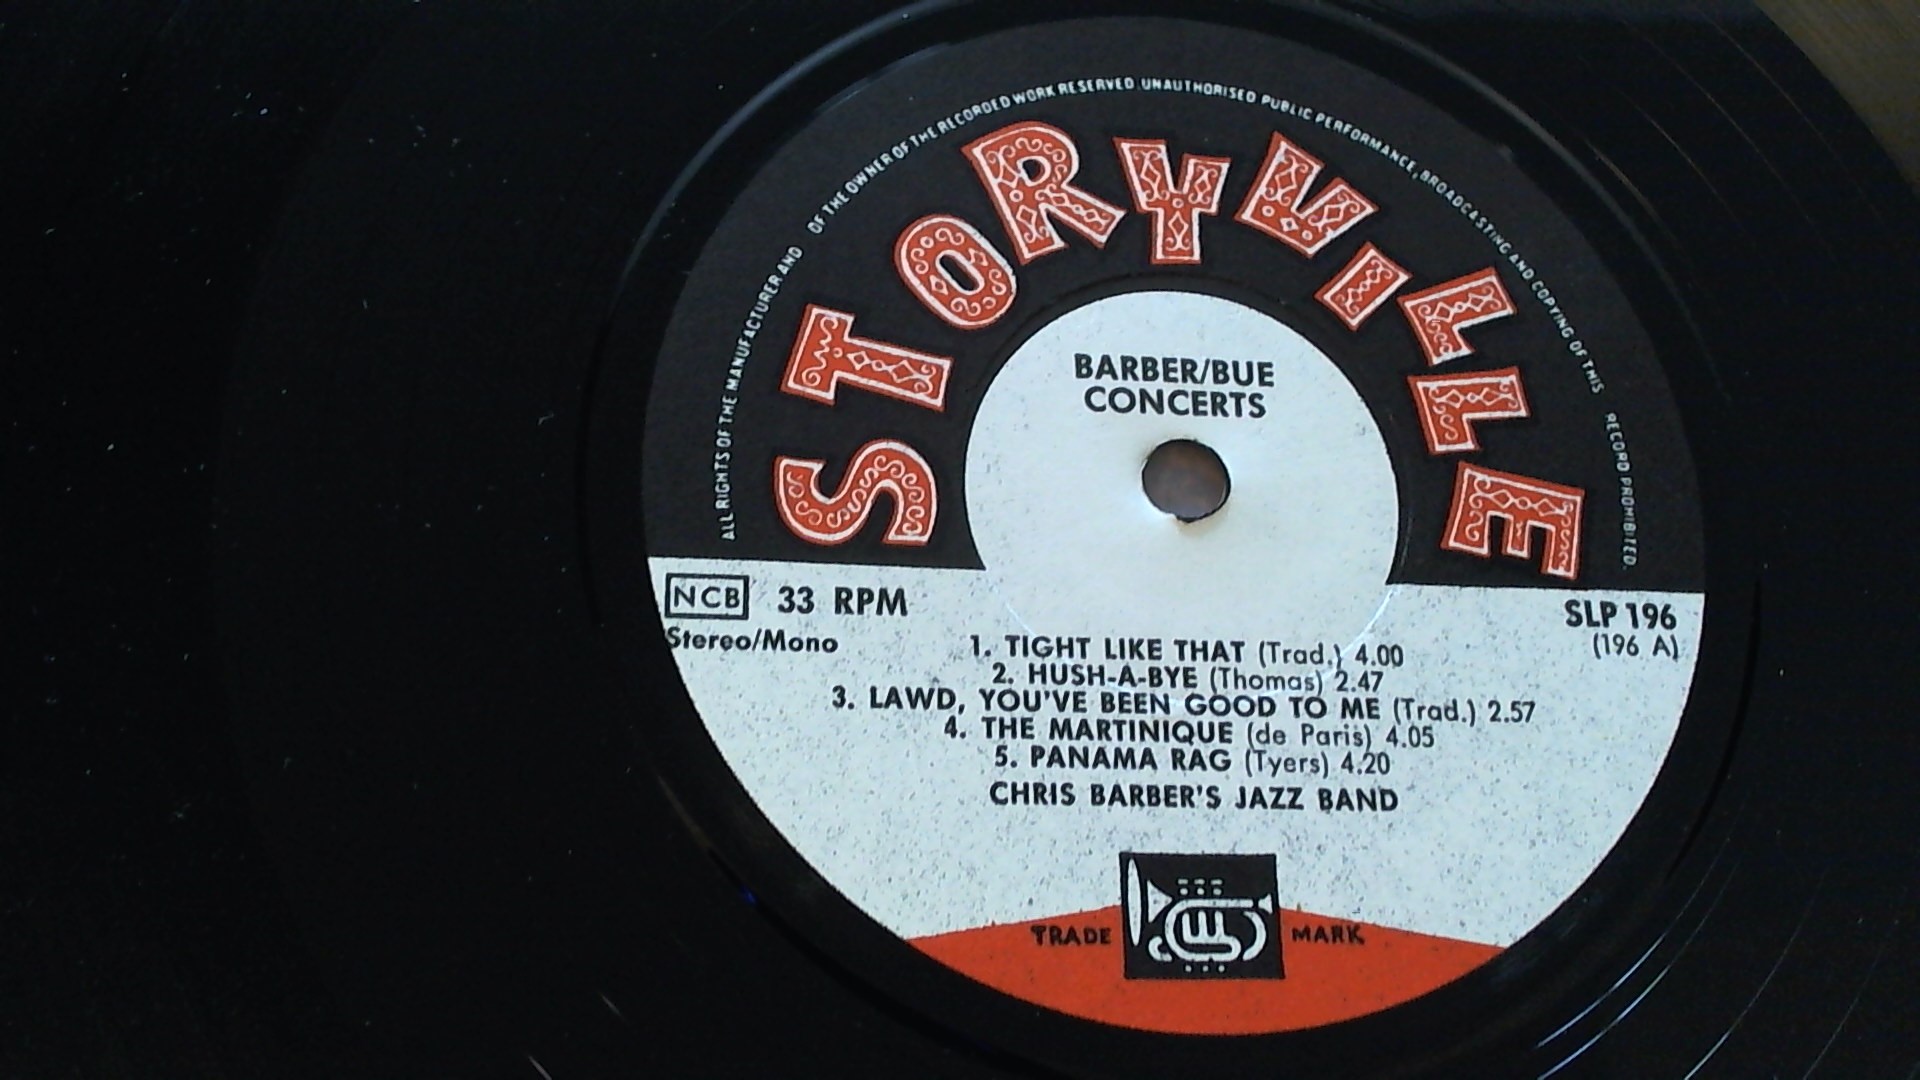 ALL RIGHTS OF THE MANUFACTURER AND OF THE OWNER OF THE RECORDED WORK RESERVED UNAUTHORISED PUBLIC PERFORMANCE, BROADCASTING AND COPYING OF THIS RECORD PROHIBITED.
STORYVILLE
BARBER/BUE
CONCERTS
NCB 33 RPM
Stereo/Mono
SLP 196
(196 A)
1. TIGHT LIKE THAT (Trad.) 4.00
2. HUSH-A-BYE (Thomas) 2.47
3. LAWD, YOU'VE BEEN GOOD TO ME (Trad.) 2.57
4. THE MARTINIQUE (de Paris) 4.05
5. PANAMA RAG (Tyers) 4.20
CHRIS BARBER'S JAZZ BAND
TRADE MARK